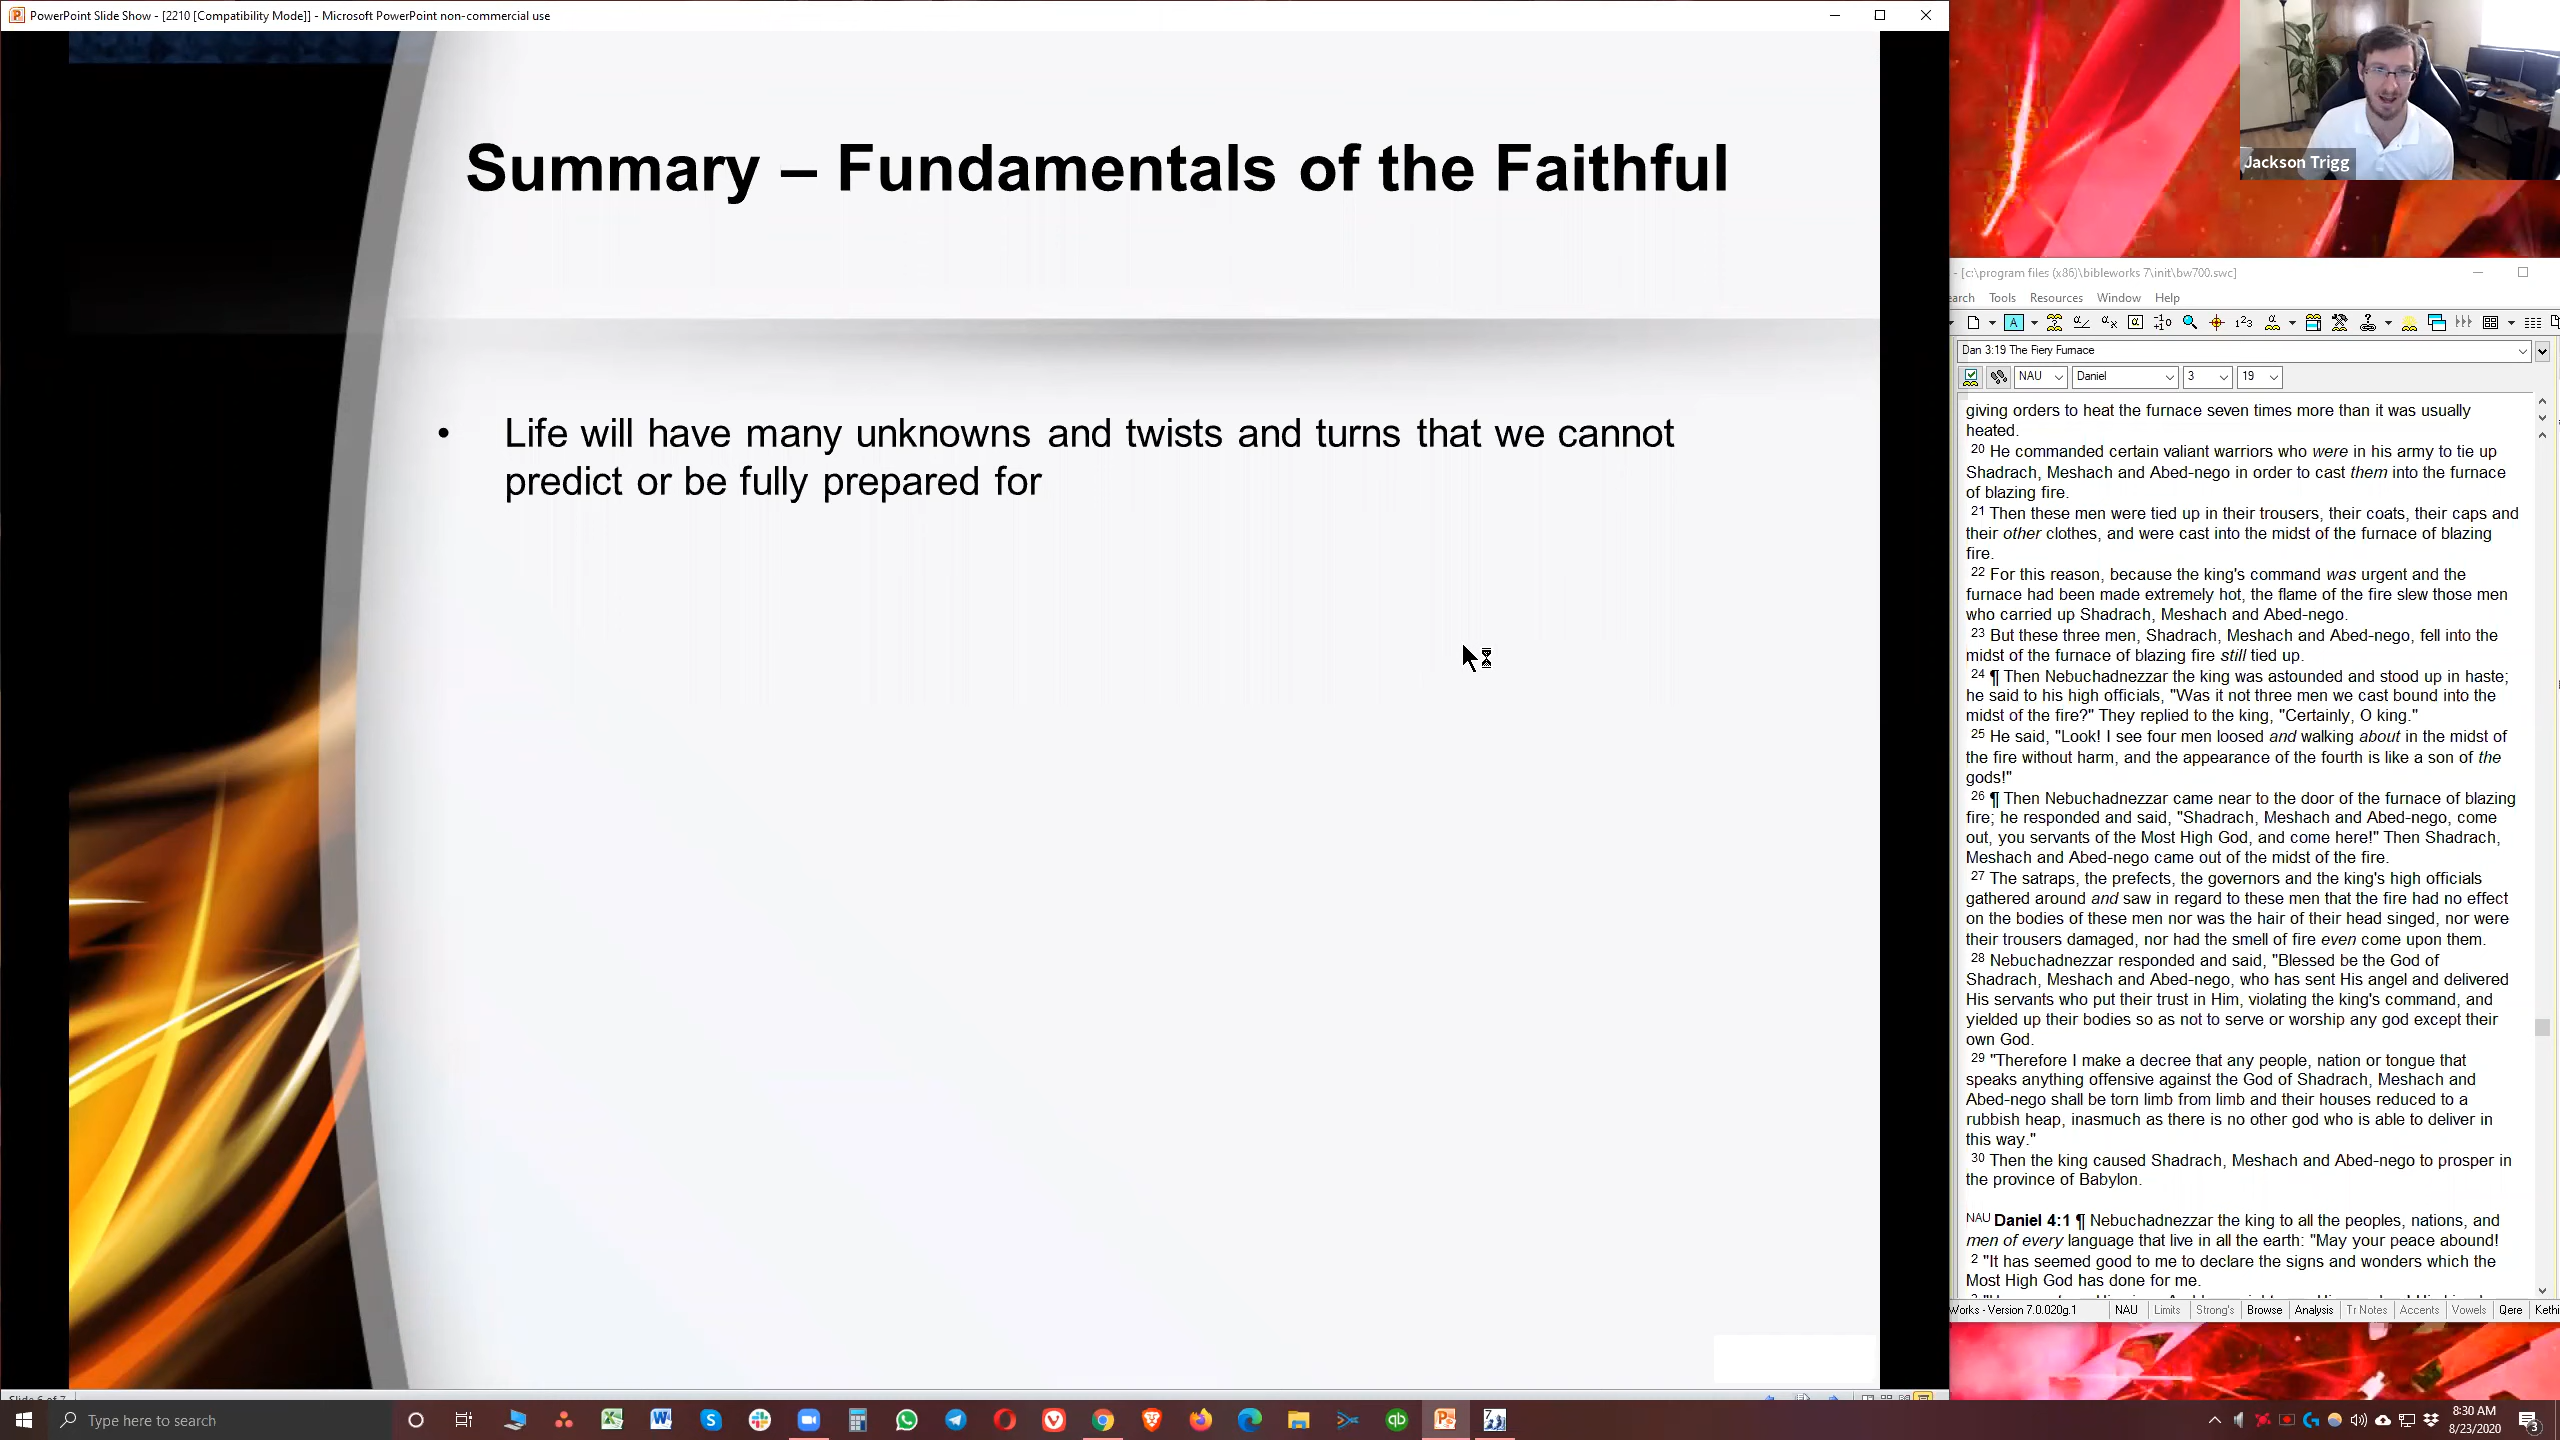 PowerPoint Slide Show - [2210 [Compatibility Mode]] - Microsoft PowerPoint non-commercial use
Summary – Fundamentals of the Faithful
• Life will have many unknowns and twists and turns that we cannot
predict or be fully prepared for
Jackson Trigg
- [c:\program files (x86)\bibleworks 7\init\bw700.swc]
earch Tools Resources Window Help
Dan 3:19 The Fiery Furnace
NAU Daniel 3 19
giving orders to heat the furnace seven times more than it was usually
heated.
20 He commanded certain valiant warriors who were in his army to tie up
Shadrach, Meshach and Abed-nego in order to cast them into the furnace
of blazing fire.
21 Then these men were tied up in their trousers, their coats, their caps and
their other clothes, and were cast into the midst of the furnace of blazing
fire.
22 For this reason, because the king's command was urgent and the
furnace had been made extremely hot, the flame of the fire slew those men
who carried up Shadrach, Meshach and Abed-nego.
23 But these three men, Shadrach, Meshach and Abed-nego, fell into the
midst of the furnace of blazing fire still tied up.
24 ¶ Then Nebuchadnezzar the king was astounded and stood up in haste;
he said to his high officials, "Was it not three men we cast bound into the
midst of the fire?" They replied to the king, "Certainly, O king."
25 He said, "Look! I see four men loosed and walking about in the midst of
the fire without harm, and the appearance of the fourth is like a son of the
gods!"
26 ¶ Then Nebuchadnezzar came near to the door of the furnace of blazing
fire; he responded and said, "Shadrach, Meshach and Abed-nego, come
out, you servants of the Most High God, and come here!" Then Shadrach,
Meshach and Abed-nego came out of the midst of the fire.
27 The satraps, the prefects, the governors and the king's high officials
gathered around and saw in regard to these men that the fire had no effect
on the bodies of these men nor was the hair of their head singed, nor were
their trousers damaged, nor had the smell of fire even come upon them.
28 Nebuchadnezzar responded and said, "Blessed be the God of
Shadrach, Meshach and Abed-nego, who has sent His angel and delivered
His servants who put their trust in Him, violating the king's command, and
yielded up their bodies so as not to serve or worship any god except their
own God.
29 "Therefore I make a decree that any people, nation or tongue that
speaks anything offensive against the God of Shadrach, Meshach and
Abed-nego shall be torn limb from limb and their houses reduced to a
rubbish heap, inasmuch as there is no other god who is able to deliver in
this way."
30 Then the king caused Shadrach, Meshach and Abed-nego to prosper in
the province of Babylon.
NAU Daniel 4:1 ¶ Nebuchadnezzar the king to all the peoples, nations, and
men of every language that live in all the earth: "May your peace abound!
2 "It has seemed good to me to declare the signs and wonders which the
Most High God has done for me.
Works - Version 7.0.020g.1 NAU Limits Strong's Browse Analysis Tr Notes Accents Vowels Qere Kethi
Type here to search
8:30 AM
8/23/2020
3